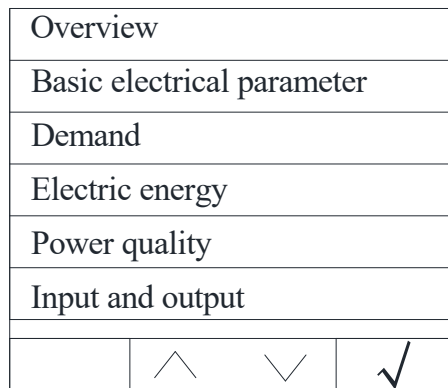 Overview
Basic electrical parameter
Demand
Electric energy
Power quality
Input and output